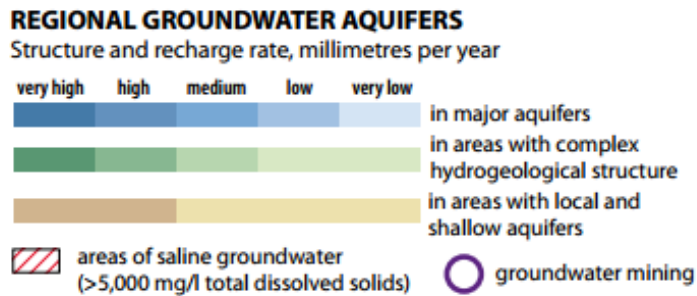 REGIONAL GROUNDWATER AQUIFERS
Structure and recharge rate, millimetres per year
very high high medium low very low
in major aquifers
in areas with complex
hydrogeological structure
in areas with local and
shallow aquifers
areas of saline groundwater
(>5,000 mg/l total dissolved solids)
groundwater mining